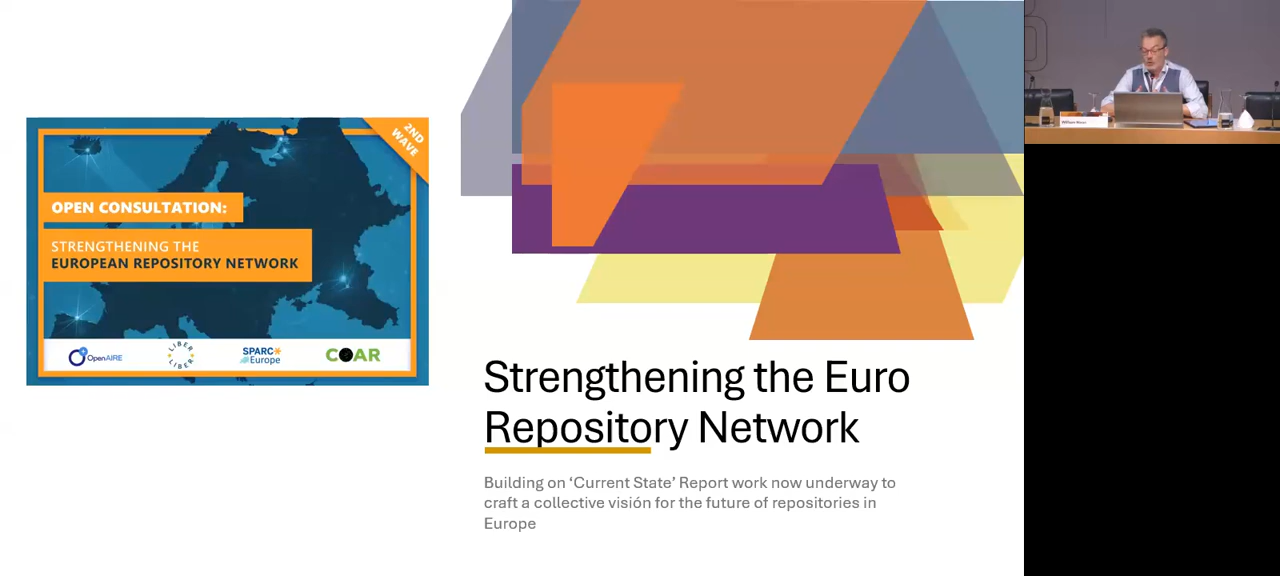 2ND
WAVE
OPEN CONSULTATION:
STRENGTHENING THE
EUROPEAN REPOSITORY NETWORK
OpenAIRE
LIBER
LIBER
SPARC
Europe
COAR
Strengthening the Euro
Repository Network
Building on ‘Current State’ Report work now underway to
craft a collective visión for the future of repositories in
Europe